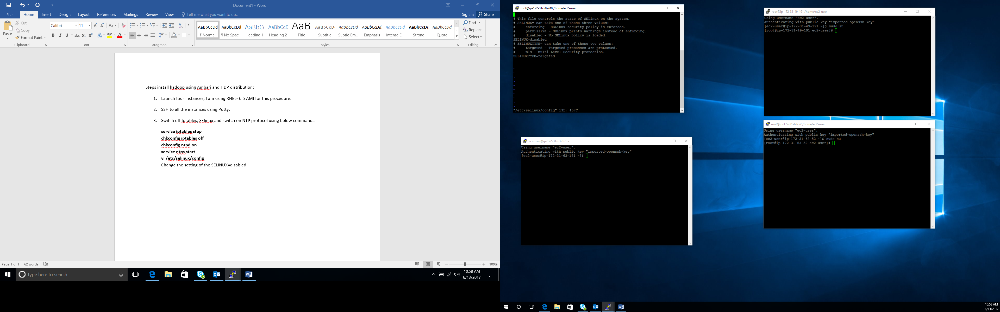 Document1 - Word
File
Home
Insert
Design
Layout
References
Mailings
Review
View
Tell me what you want to do...
Sign in
Share
Paste
Cut
Copy
Format Painter
Clipboard
Calibri
11
Font
Paragraph
AaBbCcDd
¶ Normal
AaBbCcDd
¶ No Spac...
AaBbCc
Heading 1
AaBbCcE
Heading 2
AaB
Title
AaBbCcD
Subtitle
AaBbCcDd
Subtle Em...
AaBbCcDd
Emphasis
AaBbCcDd
Intense E...
AaBbCcDc
Strong
AaBbCcDd
Quote
Styles
Find
Replace
Select
Editing
Steps install hadoop using Ambari and HDP distribution:
1. Launch four instances, I am using RHEL- 6.5 AMI for this procedure.
2. SSH to all the instances using Putty.
3. Switch off Iptables, SElinux and switch on NTP protocol using below commands.
service iptables stop
chkconfig iptables off
chkconfig ntpd on
service ntps start
vi /etc/selinux/config
Change the setting of the SELINUX=disabled
Page 1 of 1
62 words
100%
Type here to search
10:58 AM
6/13/2017
root@ip-172-31-59-240:/home/ec2-user
# This file controls the state of SELinux on the system.
# SELINUX= can take one of these three values:
#     enforcing - SELinux security policy is enforced.
#     permissive - SELinux prints warnings instead of enforcing.
#     disabled - No SELinux policy is loaded.
SELINUX=disabled
# SELINUXTYPE= can take one of these two values:
#     targeted - Targeted processes are protected,
#     mls - Multi Level Security protection.
SELINUXTYPE=targeted
~
~
~
~
~
~
~
~
~
~
"/etc/selinux/config" 13L, 457C
root@ip-172-31-49-191:/home/ec2-user
Using username "ec2-user".
Authenticating with public key "imported-openssh-key"
[ec2-user@ip-172-31-49-191 ~]$ sudo su
[root@ip-172-31-49-191 ec2-user]#
ec2-user@ip-172-31-63-161:~
Using username "ec2-user".
Authenticating with public key "imported-openssh-key"
[ec2-user@ip-172-31-63-161 ~]$
root@ip-172-31-63-52:/home/ec2-user
Using username "ec2-user".
Authenticating with public key "imported-openssh-key"
[ec2-user@ip-172-31-63-52 ~]$ sudo su
[root@ip-172-31-63-52 ec2-user]#
10:58 AM
6/13/2017